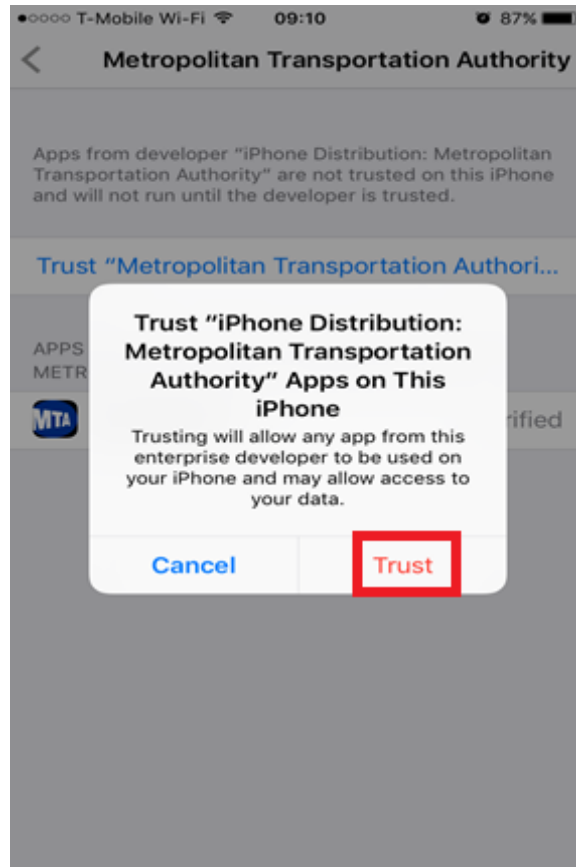 T-Mobile Wi-Fi 09:10 87%
Metropolitan Transportation Authority
Apps from developer “iPhone Distribution: Metropolitan
Transportation Authority” are not trusted on this iPhone
and will not run until the developer is trusted.
Trust “Metropolitan Transportation Authori...
Trust “iPhone Distribution:
Metropolitan Transportation
Authority” Apps on This
iPhone
Trusting will allow any app from this
enterprise developer to be used on
your iPhone and may allow access to
your data.
Cancel Trust
APPS
MTA